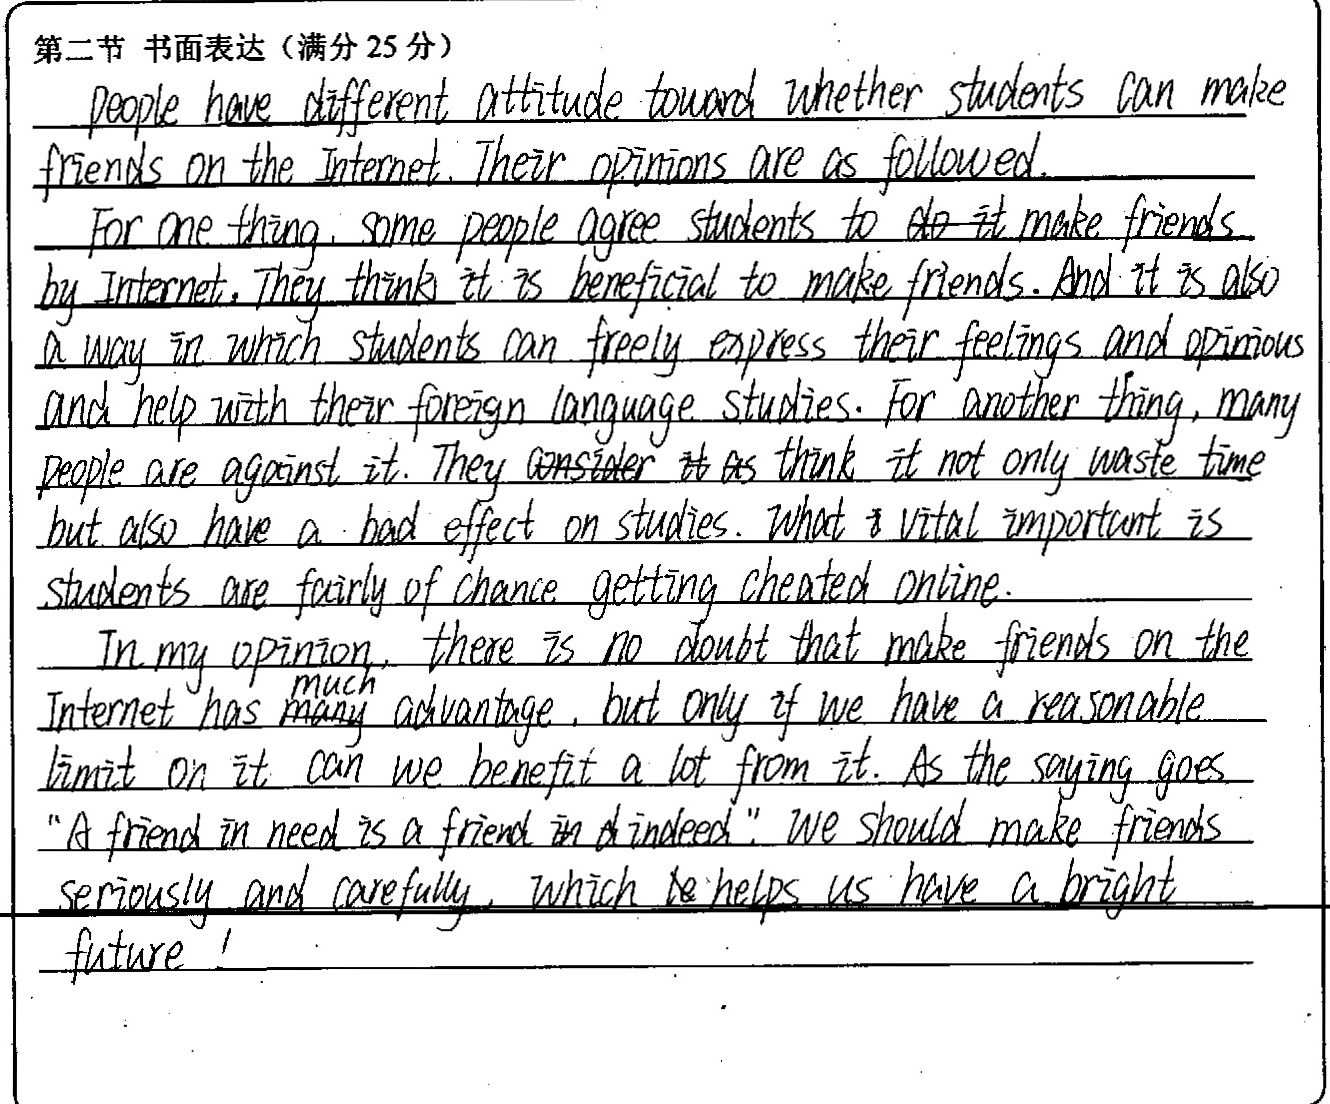 第二节 书面表达（满分 25 分）
People have different attitude toward whether students can make
friends on the Internet. Their opinions are as followed.
For one thing, some people agree students to do it make friends
by Internet. They think it is beneficial to make friends. And it is also
a way in which students can freely express their feelings and opinious
and help with their foreign language studies. For another thing, many
people are against it. They consider it as think it not only waste time
but also have a bad effect on studies. What vital important is
students are fairly of chance getting cheated online.
In my opinion, there is no doubt that make friends on the
much
Internet has many advantage, but only if we have a reasonable
limit on it can we benefit a lot from it. As the saying goes
"A friend in need is a friend in indeed". We should make friends
seriously and carefully, which helps us have a bright
future !